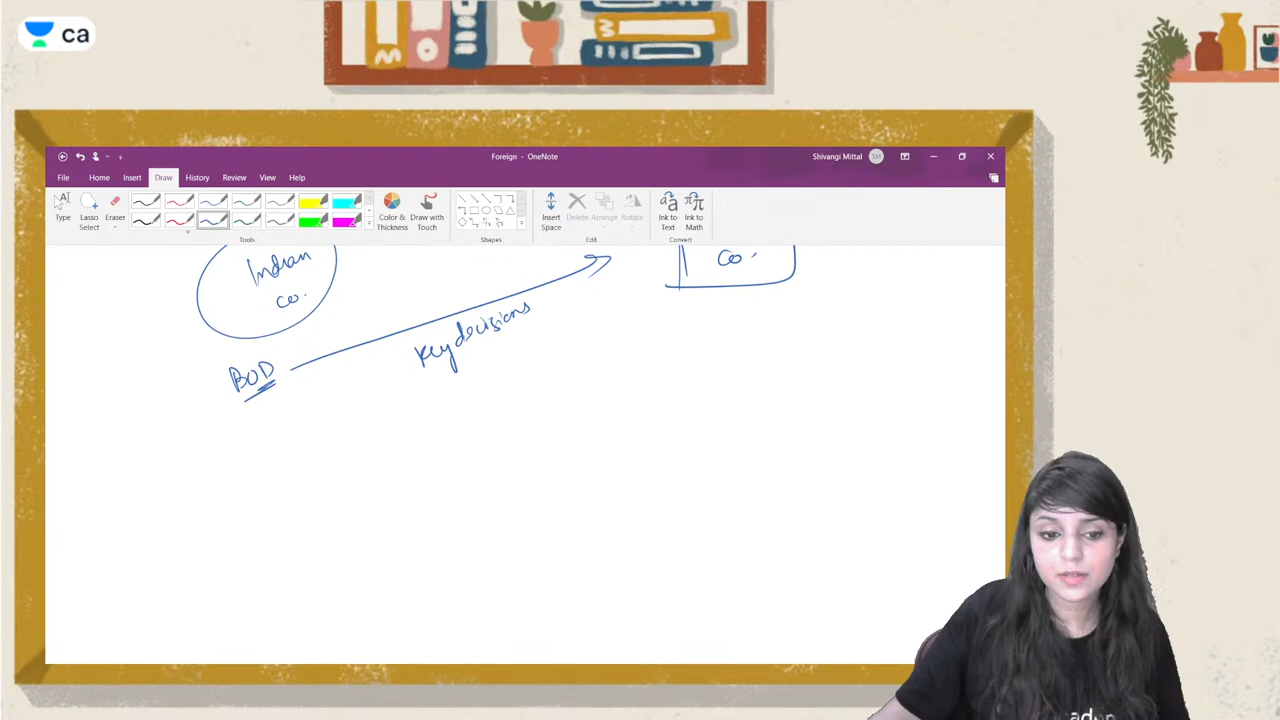 ca
Foreign - OneNote
Shivangi Mittal
SM
File Home Insert Draw History Review View Help
Type
Lasso Select
Eraser
Color & Thickness
Draw with Touch
Insert Space
Delete
Arrange
Rotate
Ink to Text
Ink to Math
Tools
Shapes
Edit
Convert
Indian
co.
co.
key decisions
BOD